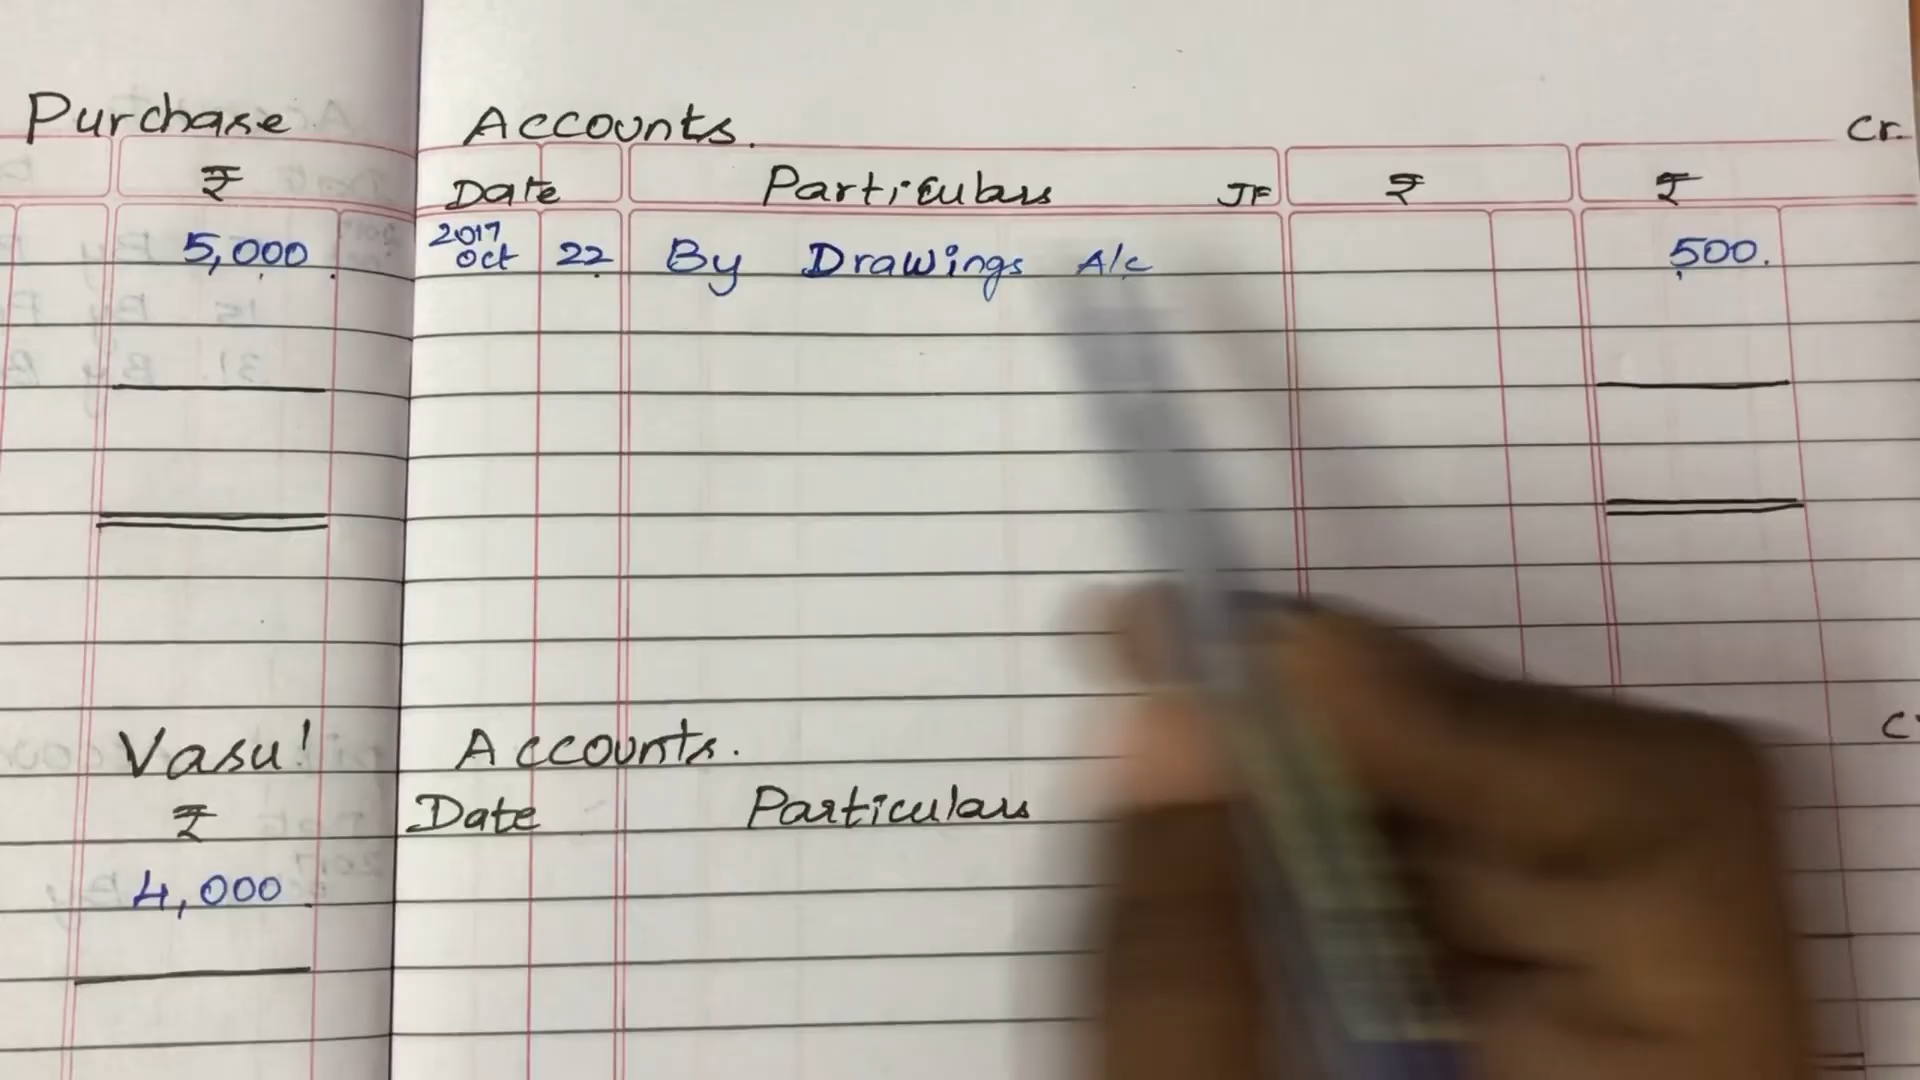 Purchase Accounts.
Cr.
₹ Date Particulars JF ₹ ₹
5,000 2017 Oct 22 By Drawings A/c 500.
Vasu! Accounts.
₹ Date Particulars
4,000